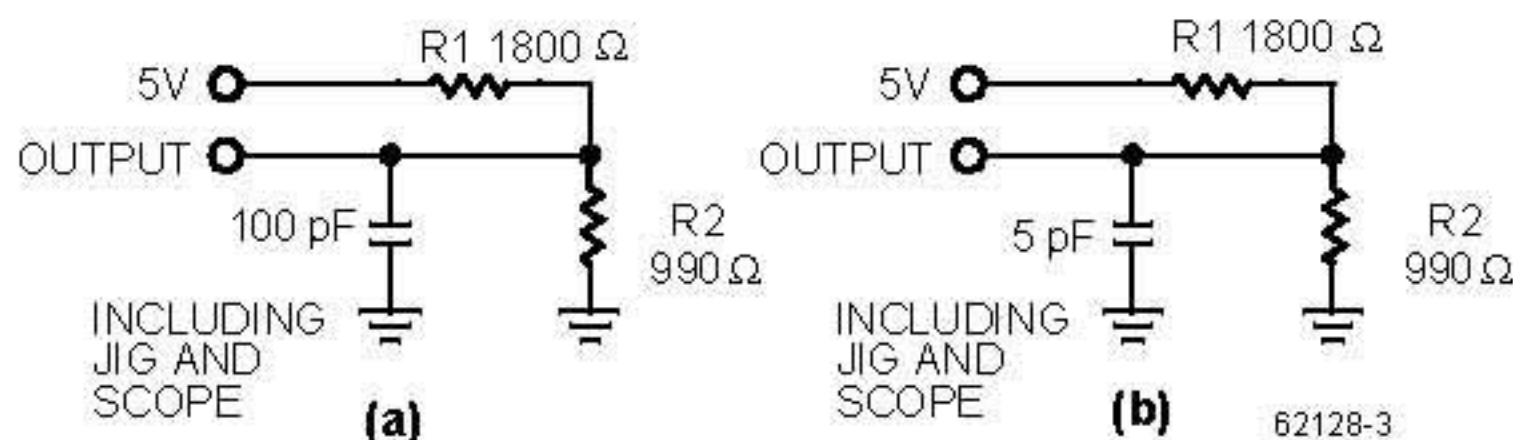 R1 1800 Ω
5V
OUTPUT
100 pF
R2
990 Ω
INCLUDING
JIG AND
SCOPE
(a)
R1 1800 Ω
5V
OUTPUT
5 pF
R2
990 Ω
INCLUDING
JIG AND
SCOPE
(b)
62128-3